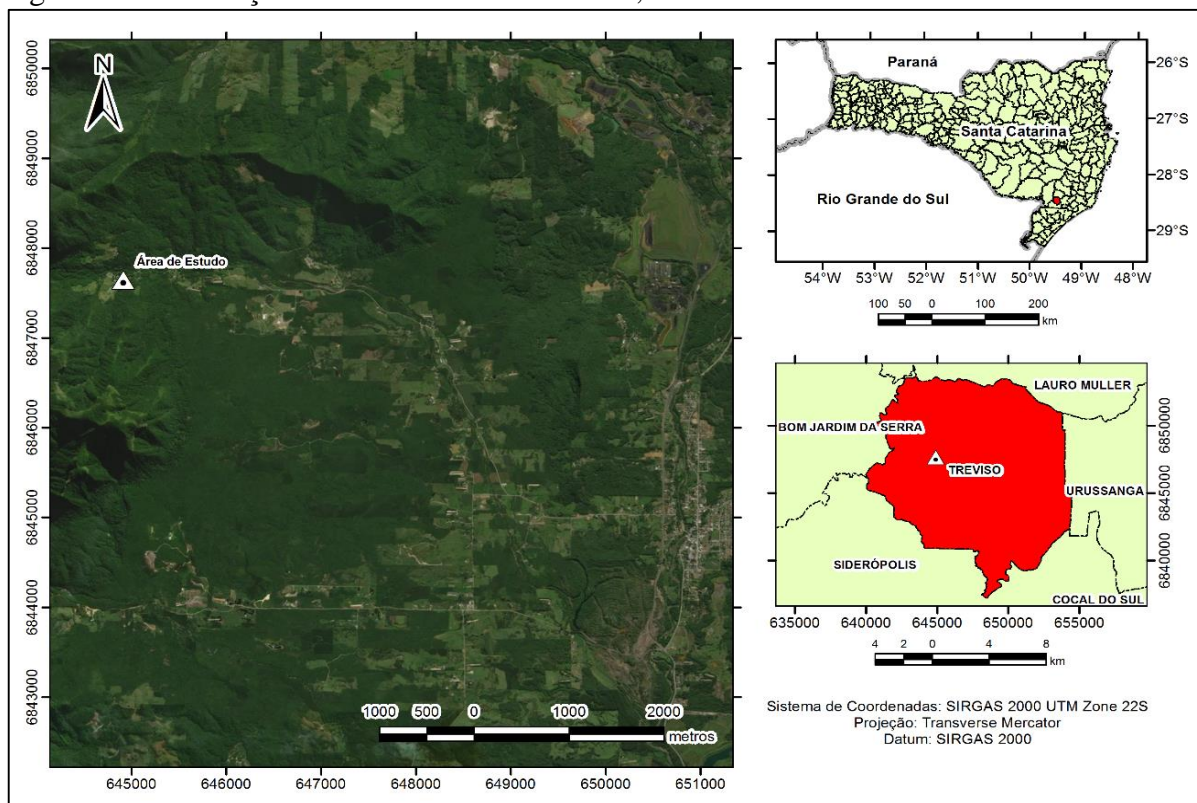 N
Área de Estudo
6850000
6849000
6848000
6847000
6846000
6845000
6844000
6843000
1000 500 0 1000 2000
metros
645000 646000 647000 648000 649000 650000 651000
Paraná
Santa Catarina
Rio Grande do Sul
26°S
27°S
28°S
29°S
54°W 52°W 51°W 50°W 49°W 48°W 47°W
100 50 0 100 200
km
LAURO MULLER
BOM JARDIM DA SERRA
TREVISO
URUSSANGA
SIDERÓPOLIS
COCAL DO SUL
6850000
6845000
6840000
635000 640000 645000 650000 655000
4 2 0 4 8
km
Sistema de Coordenadas: SIRGAS 2000 UTM Zone 22S
Projeção: Transverse Mercator
Datum: SIRGAS 2000